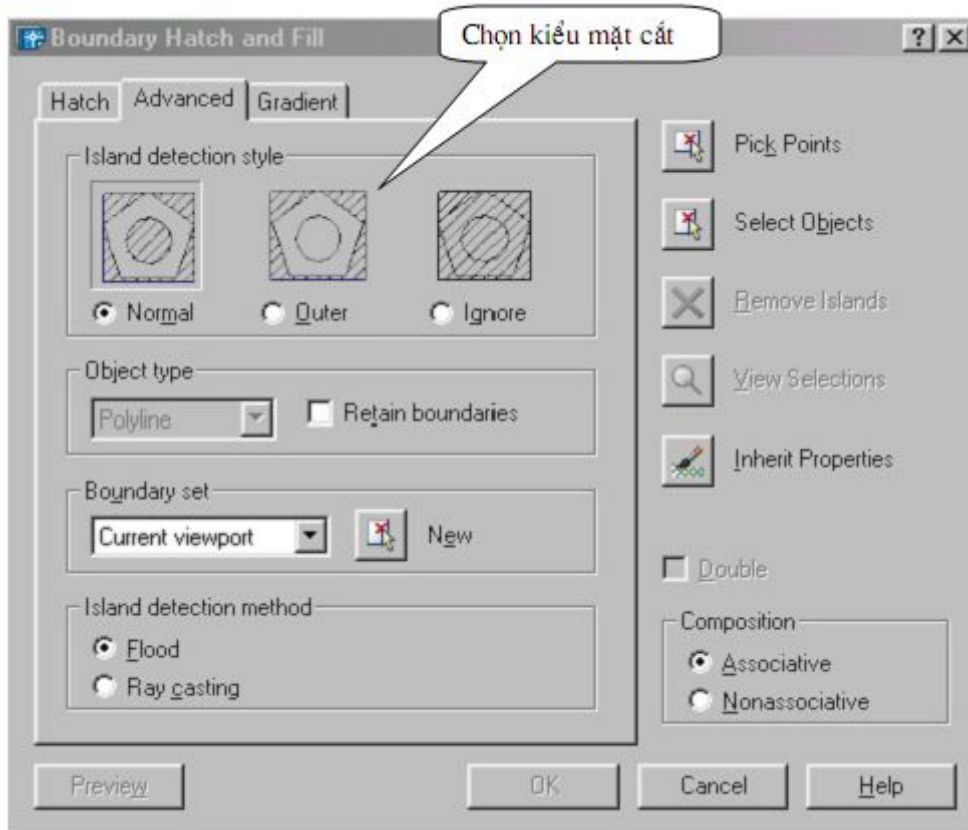 Chọn kiểu mặt cắt
Boundary Hatch and Fill
Hatch
Advanced
Gradient
Island detection style
Normal
Outer
Ignore
Object type
Polyline
Retain boundaries
Boundary set
Current viewport
New
Island detection method
Flood
Ray casting
Pick Points
Select Objects
Remove Islands
View Selections
Inherit Properties
Double
Composition
Associative
Nonassociative
Preview
OK
Cancel
Help